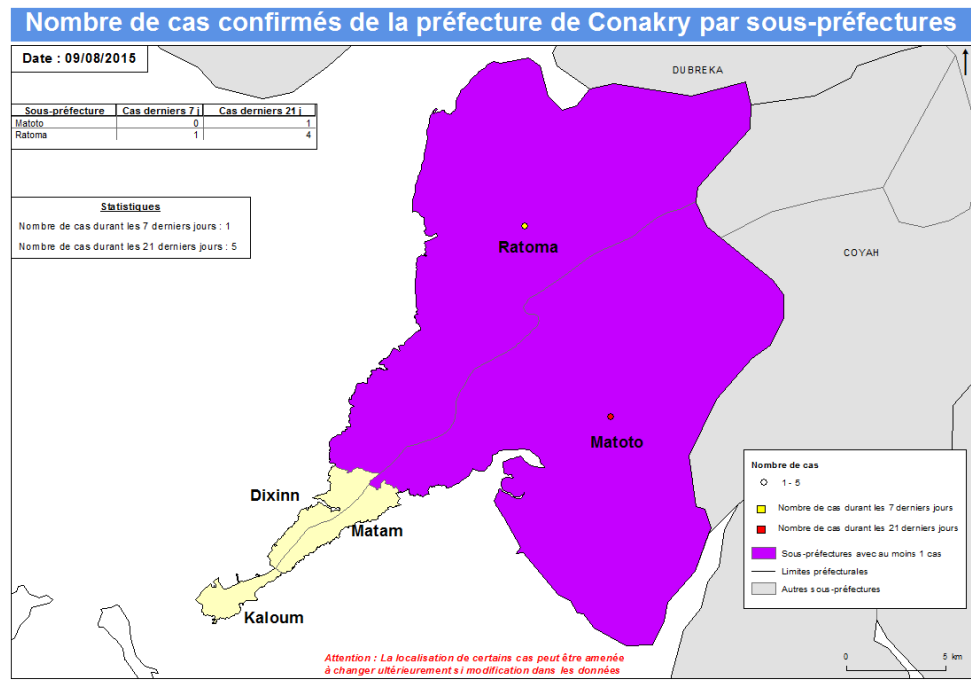 Nombre de cas confirmés de la préfecture de Conakry par sous-préfectures
Date : 09/08/2015
Sous-préfecture Cas derniers 7 j Cas derniers 21 j
Matoto 0 1
Ratoma 1 4
Statistiques
Nombre de cas durant les 7 derniers jours : 1
Nombre de cas durant les 21 derniers jours : 5
DUBREKA
COYAH
Ratoma
Matoto
Dixinn
Matam
Kaloum
Nombre de cas
1 - 5
Nombre de cas durant les 7 derniers jours
Nombre de cas durant les 21 derniers jours
Sous-préfectures avec au moins 1 cas
Limites préfecturales
Autres sous-préfectures
Attention : La localisation de certains cas peut être amenée
à changer ultérieurement si modification dans les données
0 5 km